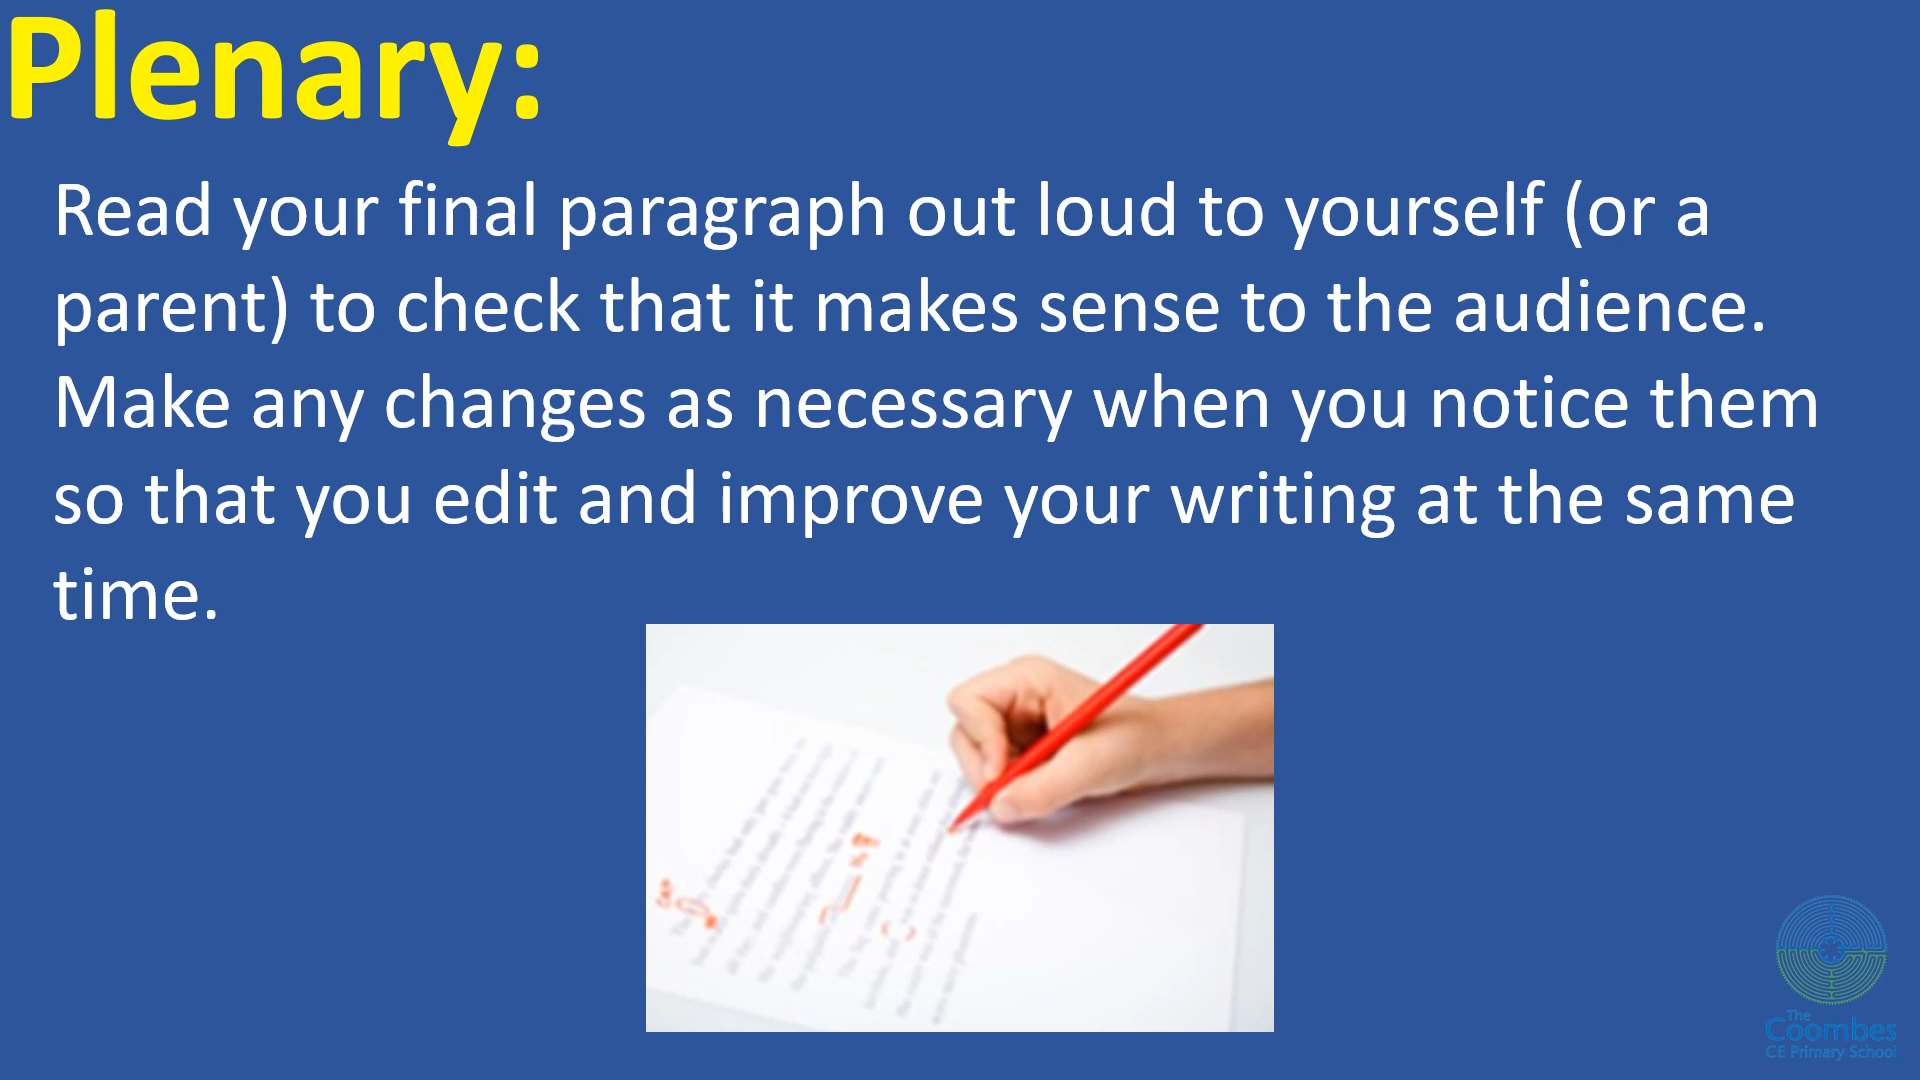 Plenary:
Read your final paragraph out loud to yourself (or a
parent) to check that it makes sense to the audience.
Make any changes as necessary when you notice them
so that you edit and improve your writing at the same
time.
The
Coombes
CE Primary School